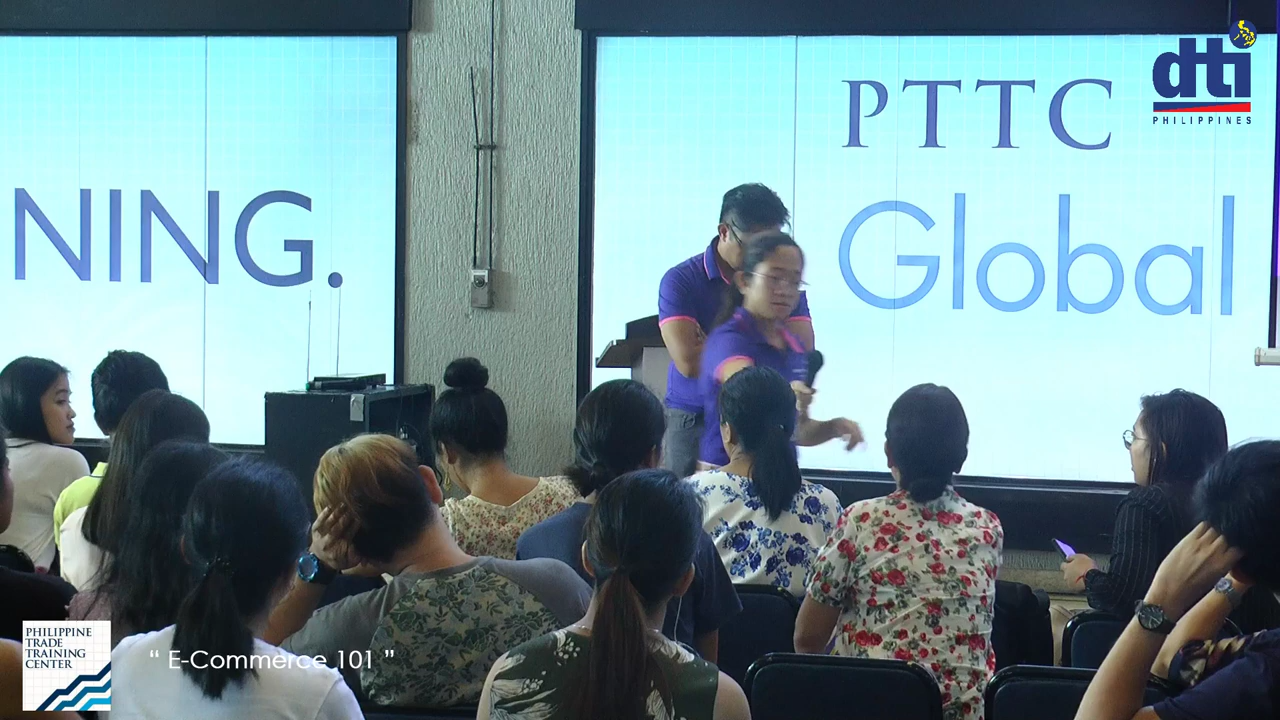 NING.
PTTC
Global
dti
PHILIPPINES
PHILIPPINE
TRADE
TRAINING
CENTER
“ E-Commerce 101 ”